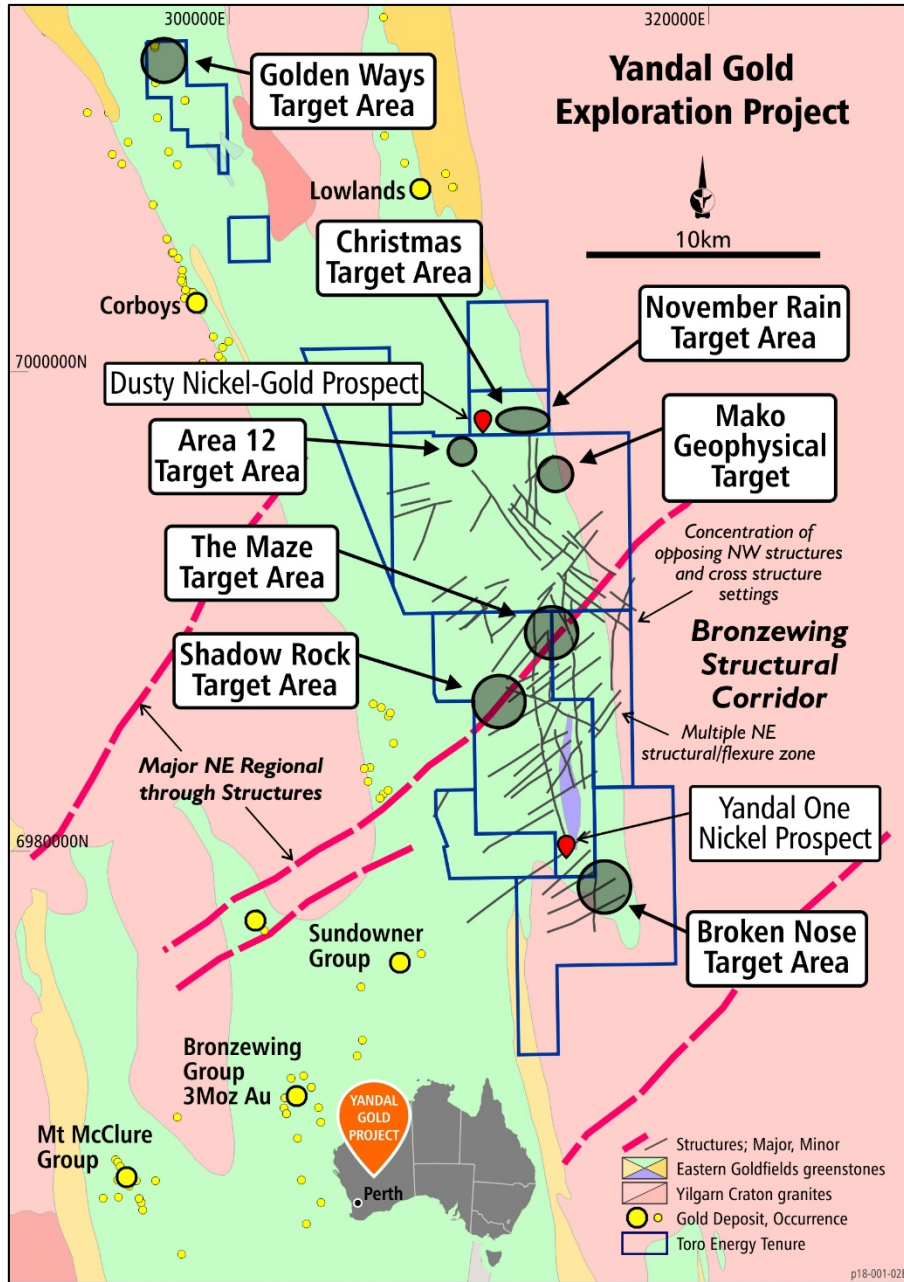 300000E
320000E
Golden Ways
Target Area
Yandal Gold
Exploration Project
Lowlands
10km
Christmas
Target Area
Corboys
November Rain
Target Area
7000000N
Dusty Nickel-Gold Prospect
Mako
Geophysical
Target
Area 12
Target Area
Concentration of
opposing NW structures
and cross structure
settings
The Maze
Target Area
Bronzewing
Structural
Corridor
Shadow Rock
Target Area
Multiple NE
structural/flexure zone
Major NE Regional
through Structures
Yandal One
Nickel Prospect
6980000N
Broken Nose
Target Area
Sundowner
Group
Bronzewing
Group
3Moz Au
YANDAL
GOLD
PROJECT
Mt McClure
Group
Perth
Structures; Major, Minor
Eastern Goldfields greenstones
Yilgarn Craton granites
Gold Deposit, Occurrence
Toro Energy Tenure